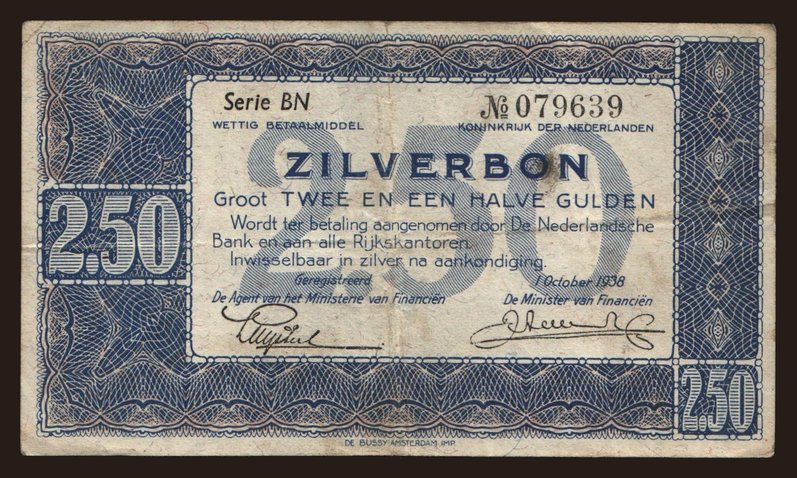 Serie BN
№ 079639
WETTIG BETAALMIDDEL
KONINKRIJK DER NEDERLANDEN
ZILVERBON
Groot TWEE EN EEN HALVE GULDEN
Wordt ter betaling aangenomen door De Nederlandsche
Bank en aan alle Rijkskantoren.
Inwisselbaar in zilver na aankondiging.
Geregistreerd
1 October 1938
De Agent van het Ministerie van Financiën
De Minister van Financiën
2.50
2.50
2.50
DE BUSSY AMSTERDAM IMP.